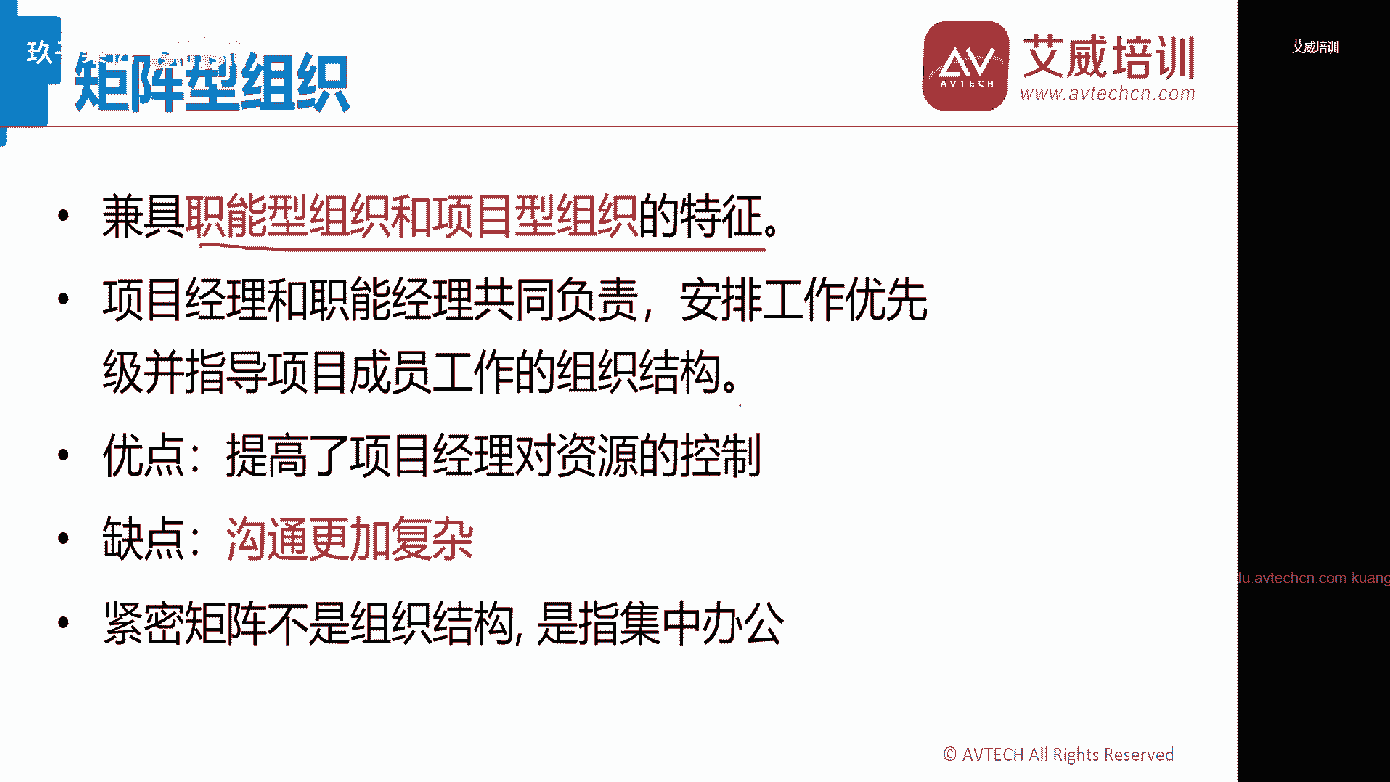 矩阵型组织
AV
AVTECH
艾威培训
www.avtechcn.com
艾威培训
• 兼具职能型组织和项目型组织的特征。
• 项目经理和职能经理共同负责，安排工作优先
级并指导项目成员工作的组织结构。
• 优点：提高了项目经理对资源的控制
• 缺点：沟通更加复杂
du.avtechcn.com kuang
• 紧密矩阵不是组织结构, 是指集中办公
© AVTECH All Rights Reserved